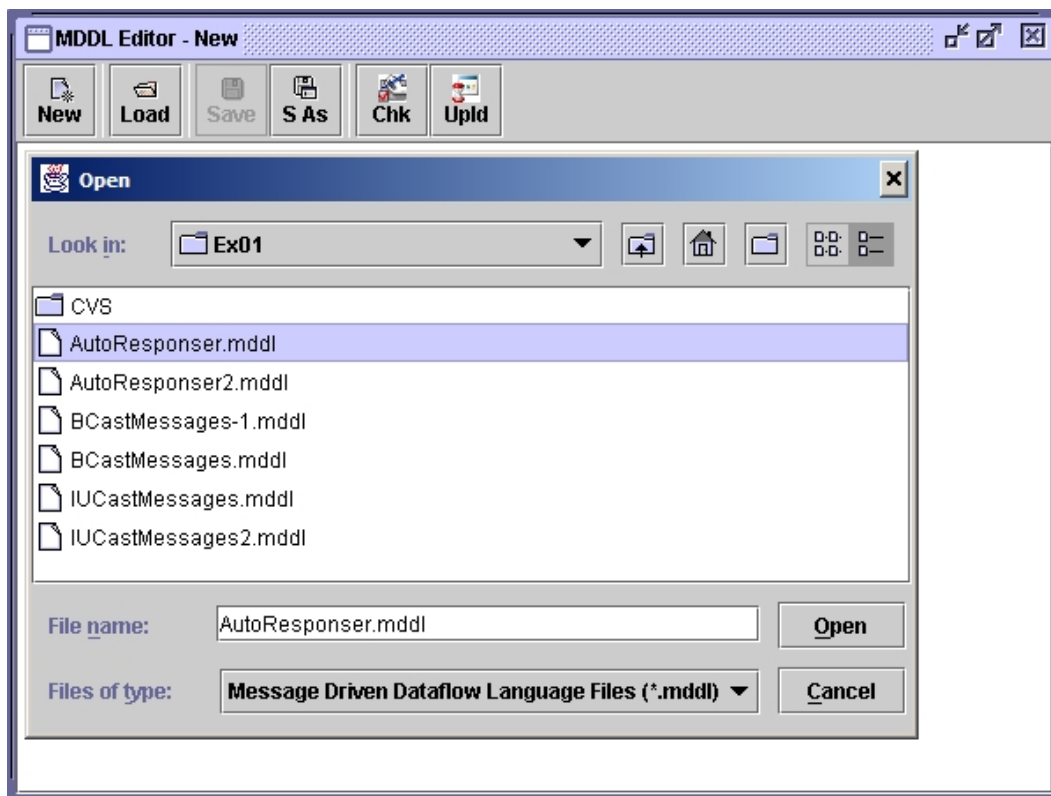 MDDL Editor - New
New Load Save S As Chk Upld
Open
Look in: Ex01
CVS
AutoResponser.mddl
AutoResponser2.mddl
BCastMessages-1.mddl
BCastMessages.mddl
IUCastMessages.mddl
IUCastMessages2.mddl
File name: AutoResponser.mddl Open
Files of type: Message Driven Dataflow Language Files (*.mddl) Cancel